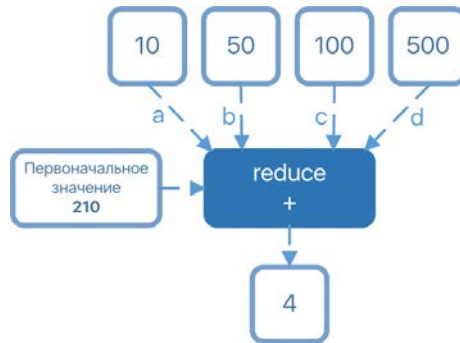 10 50 100 500
a b c d
Первоначальное
значение
210
reduce
+
4